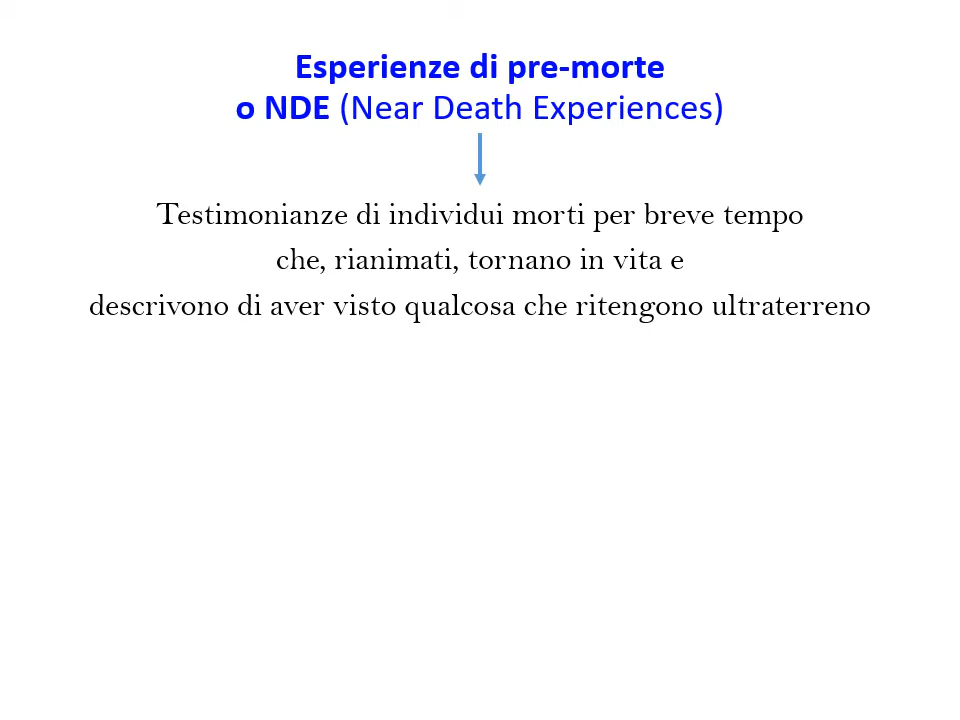 Esperienze di pre-morte
o NDE (Near Death Experiences)
Testimonianze di individui morti per breve tempo
che, rianimati, tornano in vita e
descrivono di aver visto qualcosa che ritengono ultraterreno